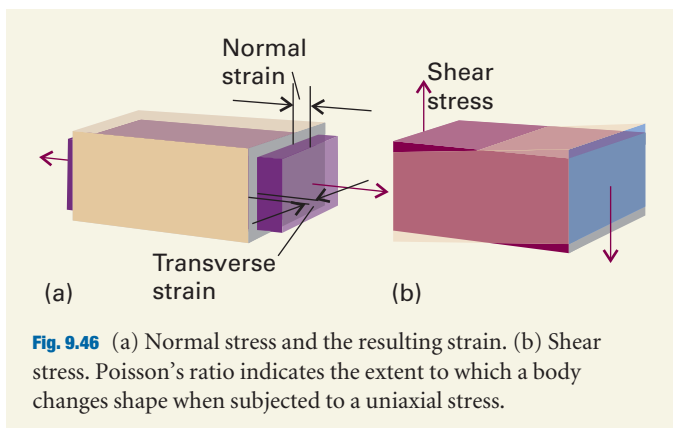 Normal
strain
Shear
stress
Transverse
strain
(a)
(b)
Fig. 9.46 (a) Normal stress and the resulting strain. (b) Shear
stress. Poisson’s ratio indicates the extent to which a body
changes shape when subjected to a uniaxial stress.